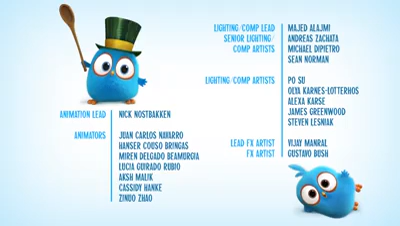 ANIMATION LEAD NICK NOSTBAKKEN
ANIMATORS JUAN CARLOS NAVARRO
HANSER COUSO BRINGAS
MIREN DELGADO BEAMURGIA
LUCIA GUIRADO RUBIO
AKSH MALIK
CASSIDY HANKE
ZINUO ZHAO
LIGHTING/COMP LEAD MAJED ALAJMI
SENIOR LIGHTING/ ANDREAS ZACHATA
COMP ARTISTS MICHAEL DIPIETRO
SEAN NORMAN
LIGHTING/COMP ARTISTS PO SU
OLYA KARNES-LOTTERHOS
ALEXA KARSE
JAMES GREENWOOD
STEVEN LESNIAK
LEAD FX ARTIST VIJAY MANRAL
FX ARTIST GUSTAVO BUSH